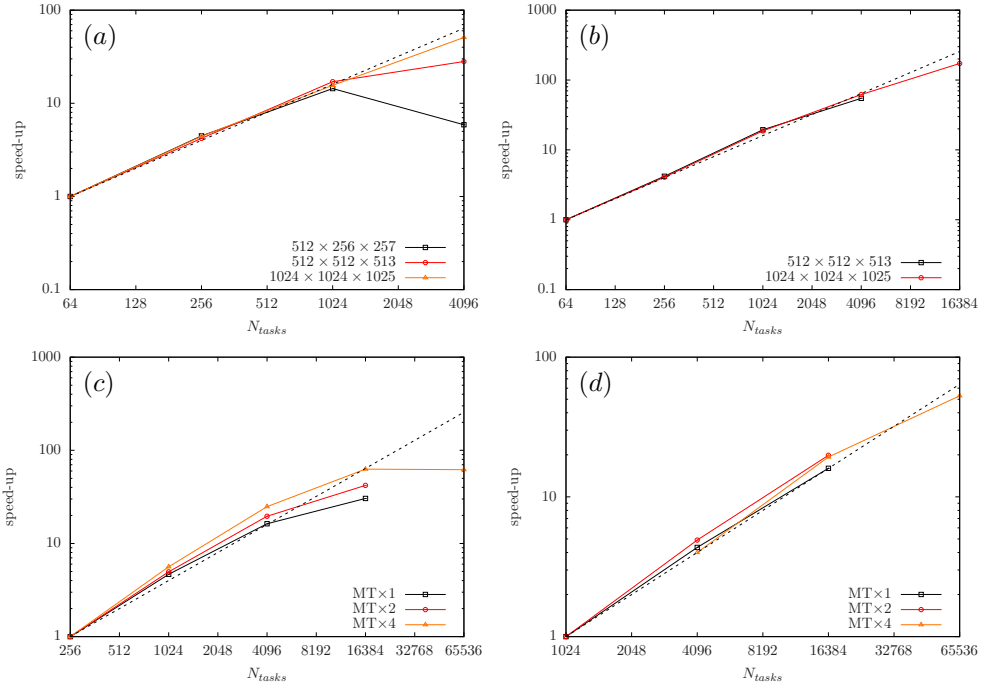 (a)
100
10
1
0.1
speed-up
512 × 256 × 257
512 × 512 × 513
1024 × 1024 × 1025
64 128 256 512 1024 2048 4096
N_tasks
(b)
1000
100
10
1
0.1
speed-up
512 × 512 × 513
1024 × 1024 × 1025
64 128 256 512 1024 2048 4096 8192 16384
N_tasks
(c)
1000
100
10
1
speed-up
MT×1
MT×2
MT×4
256 512 1024 2048 4096 8192 16384 32768 65536
N_tasks
(d)
100
10
1
speed-up
MT×1
MT×2
MT×4
1024 2048 4096 8192 16384 32768 65536
N_tasks